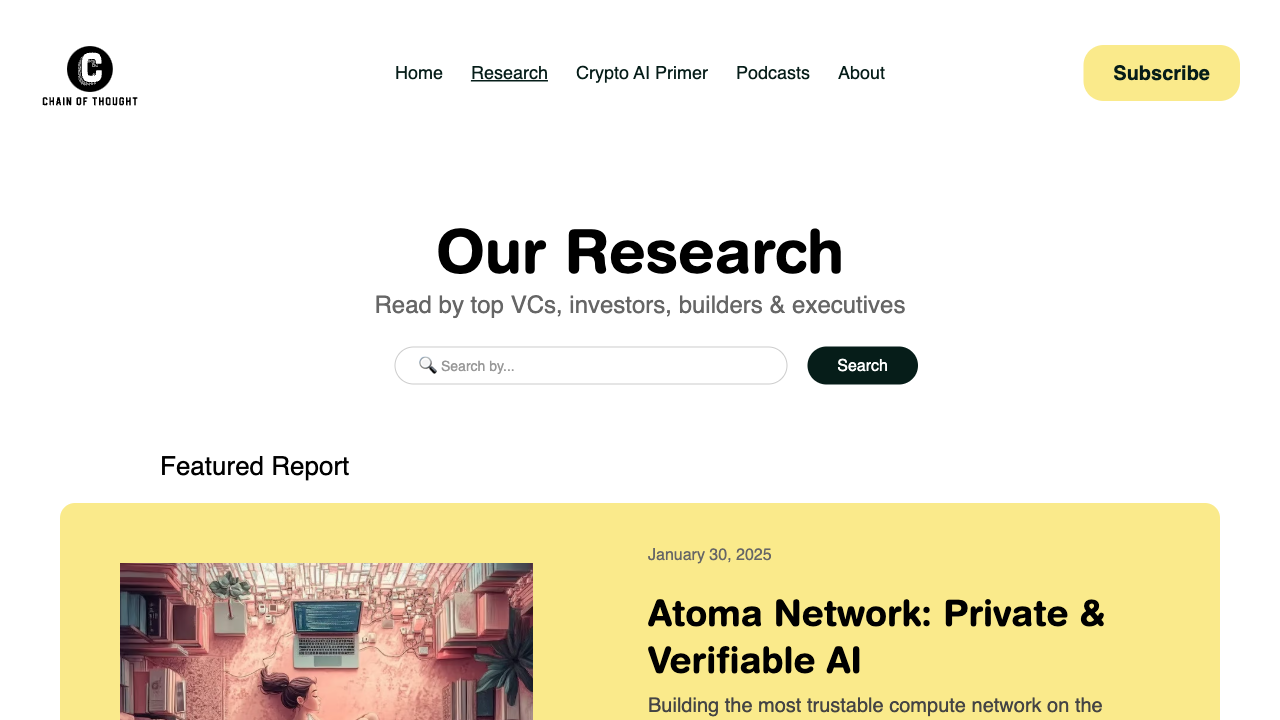 C
CHAIN OF THOUGHT
Home
Research
Crypto AI Primer
Podcasts
About
Subscribe
Our Research
Read by top VCs, investors, builders & executives
🔍 Search by...
Search
Featured Report
January 30, 2025
Atoma Network: Private &
Verifiable AI
Building the most trustable compute network on the